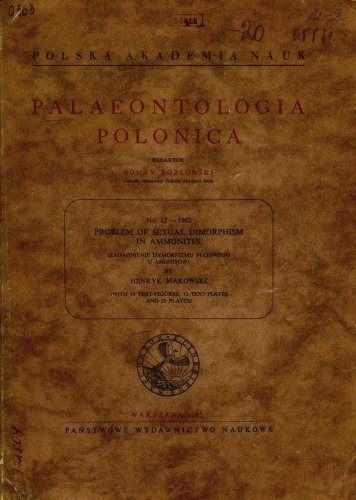 0363
-20
POLSKA AKADEMIA NAUK
PALAEONTOLOGIA
POLONICA
REDAKTOR
ROMAN KOZŁOWSKI
No. 12 — 1962
PROBLEM OF SEXUAL DIMORPHISM
IN AMMONITES
(ZAGADNIENIE DYMORFIZMU PŁCIOWEGO
U AMONITÓW)
BY
HENRYK MAKOWSKI
(WITH 14 TEXT-FIGURES, 12 TEXT-PLATES
AND 20 PLATES)
WARSZAWA 1962
PAŃSTWOWE WYDAWNICTWO NAUKOWE